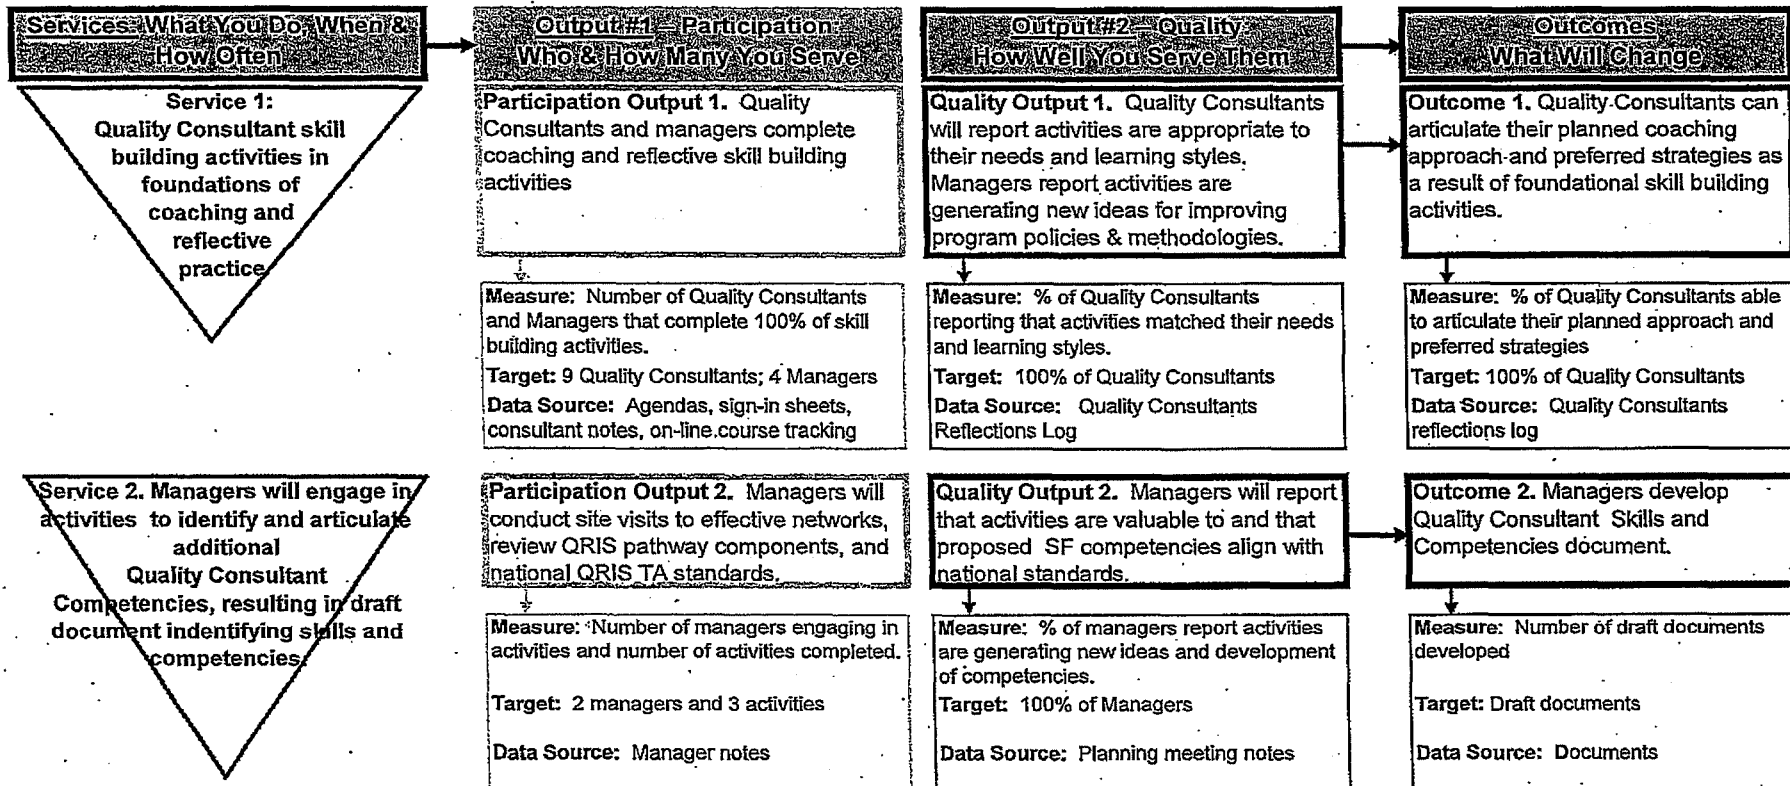 Services: What You Do, When &
How Often
Output #1 – Participation:
Who & How Many You Serve
Output #2 – Quality
How Well You Serve Them
Outcomes
What Will Change
Service 1:
Quality Consultant skill
building activities in
foundations of
coaching and
reflective
practice
Participation Output 1. Quality
Consultants and managers complete
coaching and reflective skill building
activities
Quality Output 1. Quality Consultants
will report activities are appropriate to
their needs and learning styles.
Managers report activities are
generating new ideas for improving
program policies & methodologies.
Outcome 1. Quality Consultants can
articulate their planned coaching
approach and preferred strategies as
a result of foundational skill building
activities.
Measure: Number of Quality Consultants
and Managers that complete 100% of skill
building activities.
Target: 9 Quality Consultants; 4 Managers
Data Source: Agendas, sign-in sheets,
consultant notes, on-line course tracking
Measure: % of Quality Consultants
reporting that activities matched their needs
and learning styles.
Target: 100% of Quality Consultants
Data Source: Quality Consultants
Reflections Log
Measure: % of Quality Consultants able
to articulate their planned approach and
preferred strategies
Target: 100% of Quality Consultants
Data Source: Quality Consultants
reflections log
Service 2. Managers will engage in
activities to identify and articulate
additional
Quality Consultant
Competencies, resulting in draft
document indentifying skills and
competencies.
Participation Output 2. Managers will
conduct site visits to effective networks,
review QRIS pathway components, and
national QRIS TA standards.
Quality Output 2. Managers will report
that activities are valuable to and that
proposed SF competencies align with
national standards.
Outcome 2. Managers develop
Quality Consultant Skills and
Competencies document.
Measure: Number of managers engaging in
activities and number of activities completed.
Target: 2 managers and 3 activities
Data Source: Manager notes
Measure: % of managers report activities
are generating new ideas and development
of competencies.
Target: 100% of Managers
Data Source: Planning meeting notes
Measure: Number of draft documents
developed
Target: Draft documents
Data Source: Documents